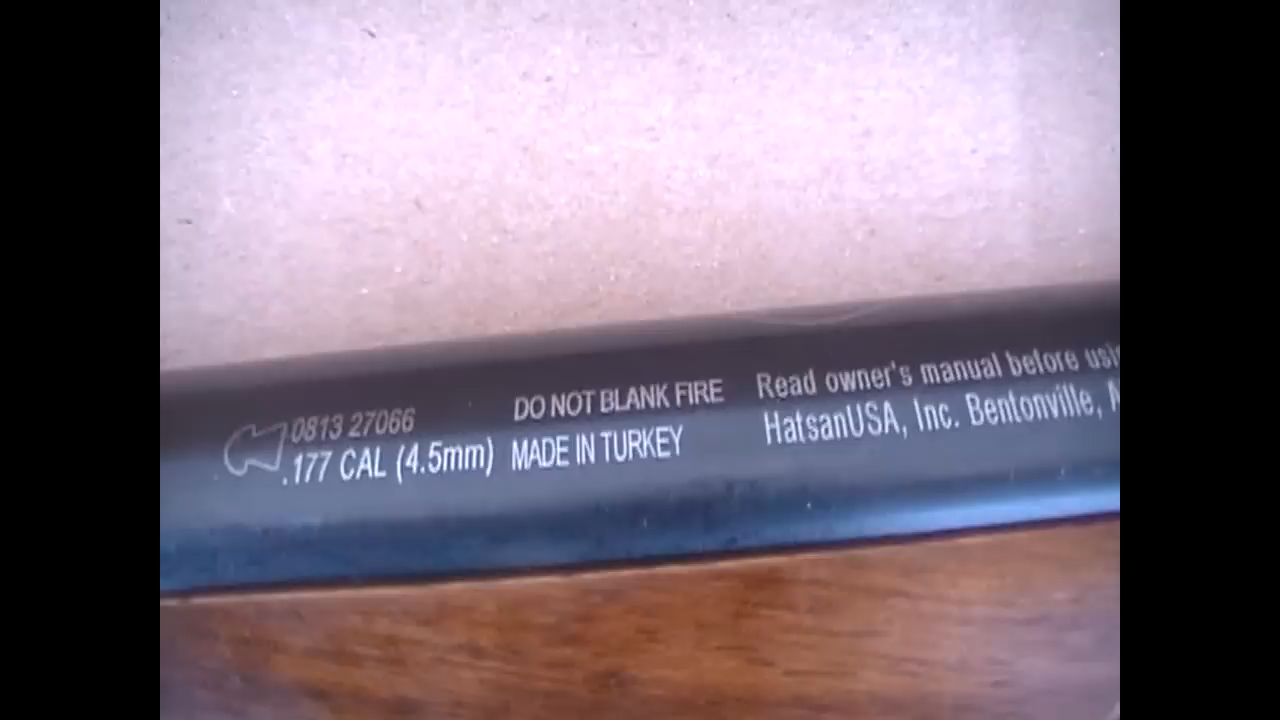 0813 27066
.177 CAL (4.5mm)
DO NOT BLANK FIRE
MADE IN TURKEY
Read owner's manual before
HatsanUSA, Inc. Bentonville,